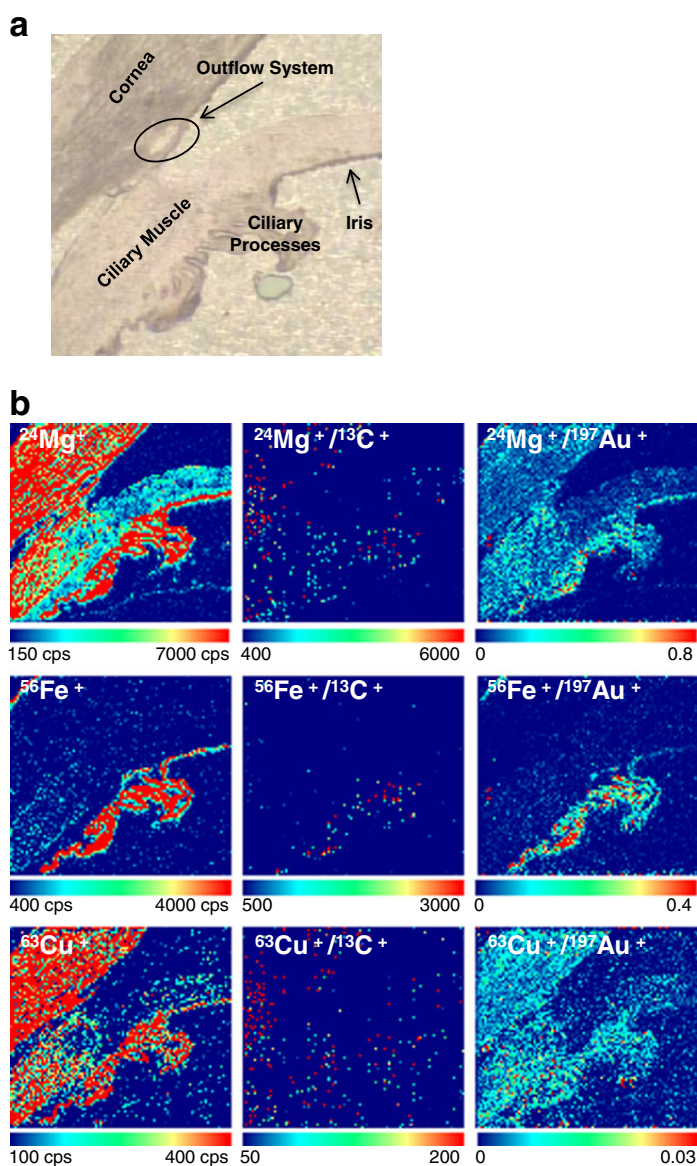 a
Cornea
Outflow System
Ciliary Muscle
Ciliary
Processes
Iris
b
²⁴Mg⁺
²⁴Mg⁺/¹³C⁺
²⁴Mg⁺/¹⁹⁷Au⁺
150 cps 7000 cps
400 6000
0 0.8
⁵⁶Fe⁺
⁵⁶Fe⁺/¹³C⁺
⁵⁶Fe⁺/¹⁹⁷Au⁺
400 cps 4000 cps
500 3000
0 0.4
⁶³Cu⁺
⁶³Cu⁺/¹³C⁺
⁶³Cu⁺/¹⁹⁷Au⁺
100 cps 400 cps
50 200
0 0.03